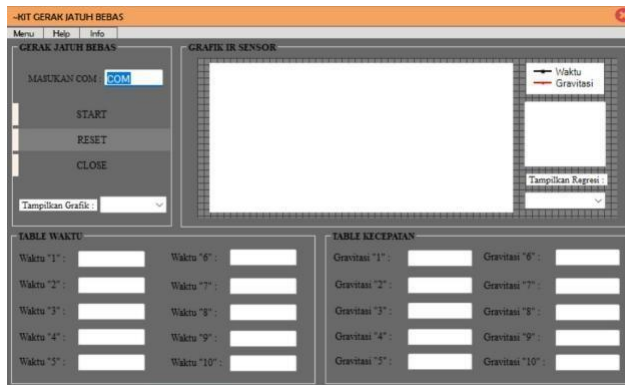 -KIT GERAK JATUH BEBAS
Menu Help Info
GERAK JATUH BEBAS
MASUKAN COM : COM
START
RESET
CLOSE
Tampilkan Grafik :
GRAFIK IR SENSOR
Waktu
Gravitasi
Tampilkan Regresi :
TABLE WAKTU
Waktu "1" : Waktu "6" :
Waktu "2" : Waktu "7" :
Waktu "3" : Waktu "8" :
Waktu "4" : Waktu "9" :
Waktu "5" : Waktu "10" :
TABLE KECEPATAN
Gravitasi "1" : Gravitasi "6" :
Gravitasi "2" : Gravitasi "7" :
Gravitasi "3" : Gravitasi "8" :
Gravitasi "4" : Gravitasi "9" :
Gravitasi "5" : Gravitasi "10" :